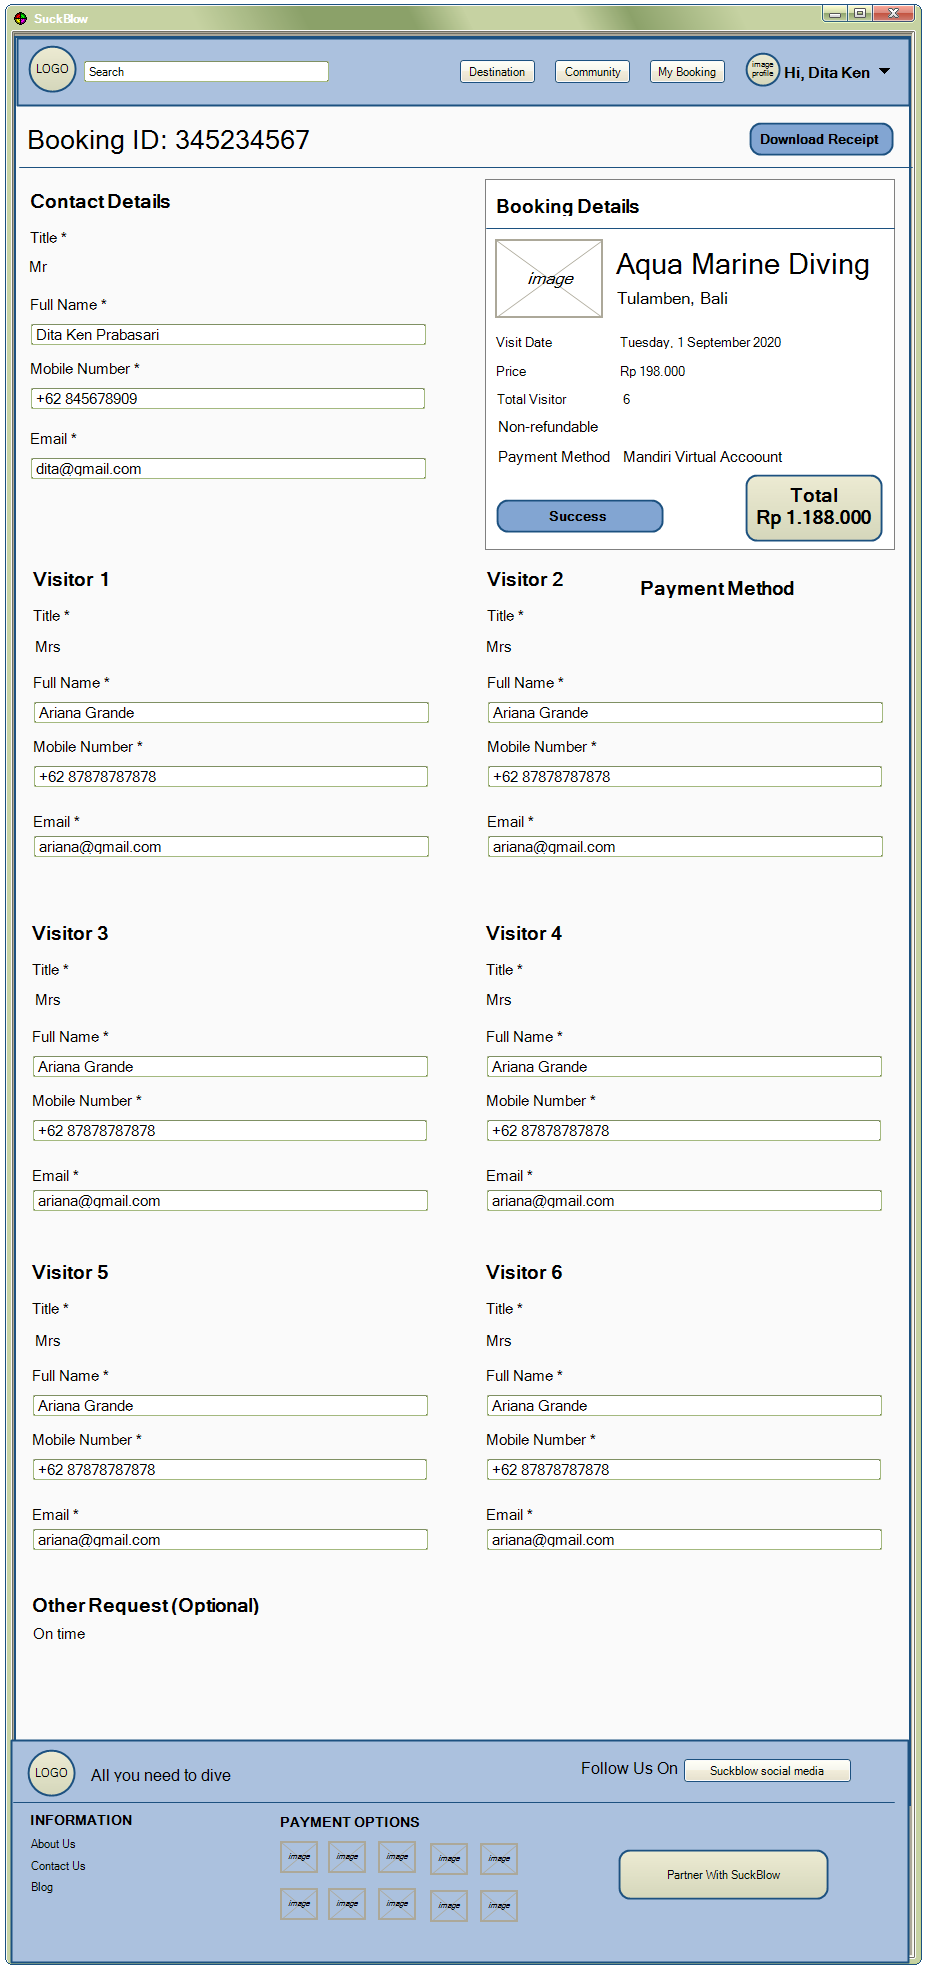 SuckBlow
LOGO
Search
Destination
Community
My Booking
image
profile
Hi, Dita Ken
Booking ID: 345234567
Download Receipt
Contact Details
Title *
Mr
Full Name *
Dita Ken Prabasari
Mobile Number *
+62 845678909
Email *
dita@gmail.com
Booking Details
image
Aqua Marine Diving
Tulamben, Bali
Visit Date Tuesday, 1 September 2020
Price Rp 198.000
Total Visitor 6
Non-refundable
Payment Method Mandiri Virtual Accoount
Success
Total
Rp 1.188.000
Visitor 1
Title *
Mrs
Full Name *
Ariana Grande
Mobile Number *
+62 87878787878
Email *
ariana@gmail.com
Visitor 2
Payment Method
Title *
Mrs
Full Name *
Ariana Grande
Mobile Number *
+62 87878787878
Email *
ariana@gmail.com
Visitor 3
Title *
Mrs
Full Name *
Ariana Grande
Mobile Number *
+62 87878787878
Email *
ariana@gmail.com
Visitor 4
Title *
Mrs
Full Name *
Ariana Grande
Mobile Number *
+62 87878787878
Email *
ariana@gmail.com
Visitor 5
Title *
Mrs
Full Name *
Ariana Grande
Mobile Number *
+62 87878787878
Email *
ariana@gmail.com
Visitor 6
Title *
Mrs
Full Name *
Ariana Grande
Mobile Number *
+62 87878787878
Email *
ariana@gmail.com
Other Request (Optional)
On time
LOGO
All you need to dive
Follow Us On
Suckblow social media
INFORMATION
About Us
Contact Us
Blog
PAYMENT OPTIONS
image image image image image
image image image image image
Partner With SuckBlow